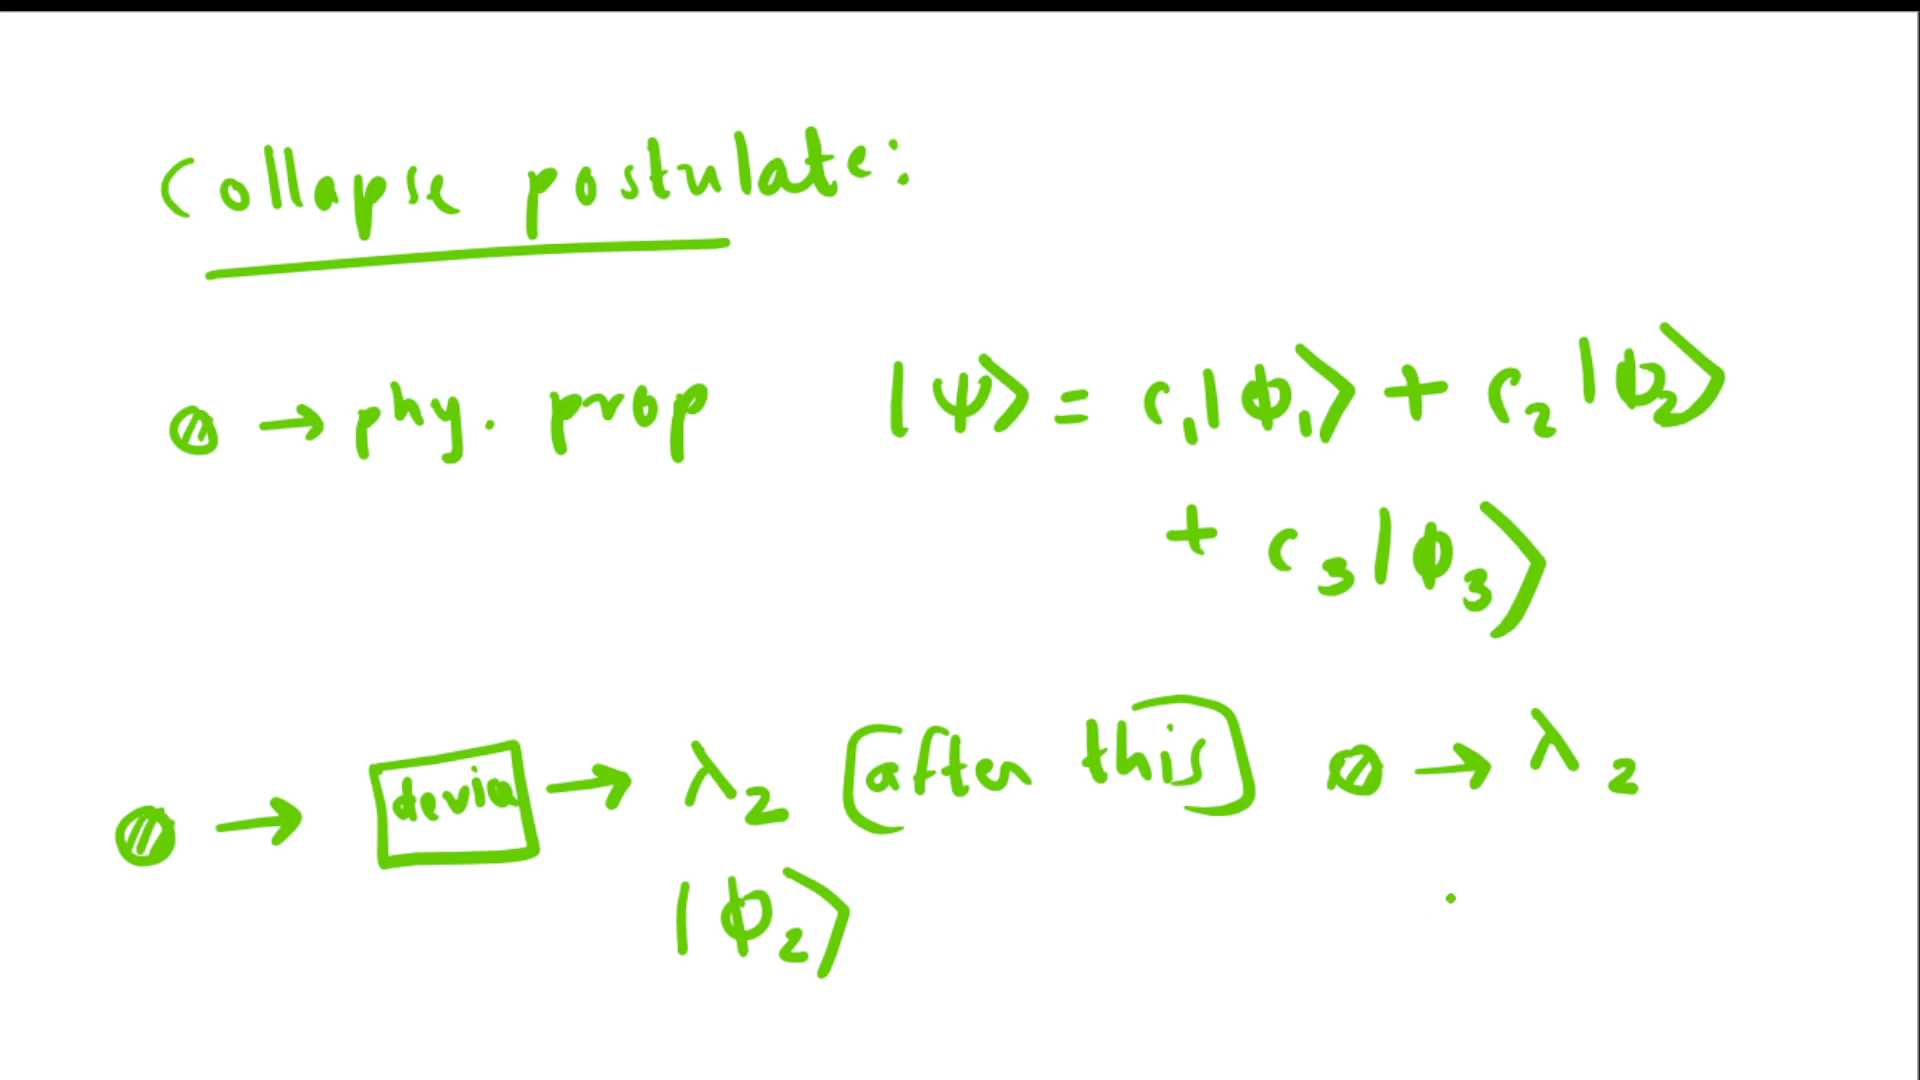 Collapse postulate:
→ phy. prop |ψ⟩ = c₁|ϕ₁⟩ + c₂|ϕ₂⟩
+ c₃|ϕ₃⟩
→ device → λ₂ (after this) → λ₂
|ϕ₂⟩